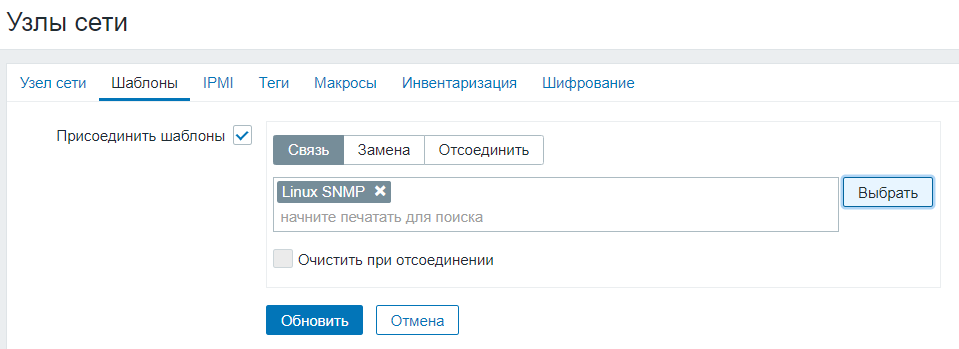 Узлы сети
Узел сети Шаблоны IPMI Теги Макросы Инвентаризация Шифрование
Присоединить шаблоны
Связь Замена Отсоединить
Linux SNMP
начните печатать для поиска
Выбрать
Очистить при отсоединении
Обновить Отмена